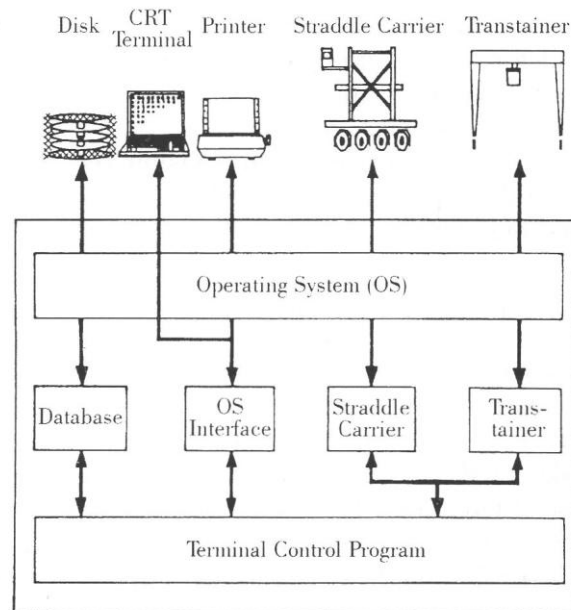 Disk
CRT
Terminal
Printer
Straddle Carrier
Transtainer
Operating System (OS)
Database
OS
Interface
Straddle
Carrier
Trans-
tainer
Terminal Control Program